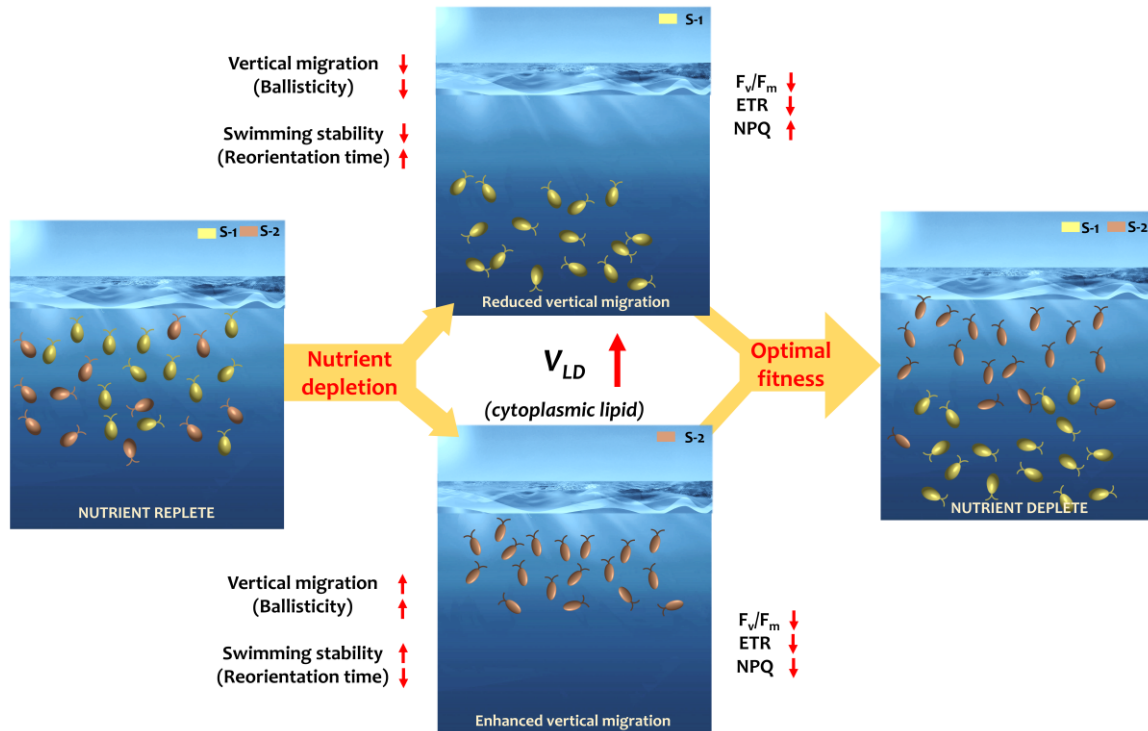 S-1
Vertical migration ↓
(Ballisticity) ↓
Swimming stability ↓
(Reorientation time) ↑
Fv/Fm ↓
ETR ↓
NPQ ↑
Reduced vertical migration
S-1 S-2
NUTRIENT REPLETE
Nutrient
depletion
VLD ↑
(cytoplasmic lipid)
Optimal
fitness
S-1 S-2
NUTRIENT DEPLETE
S-2
Vertical migration ↑
(Ballisticity) ↑
Swimming stability ↑
(Reorientation time) ↓
Fv/Fm ↓
ETR ↓
NPQ ↓
Enhanced vertical migration